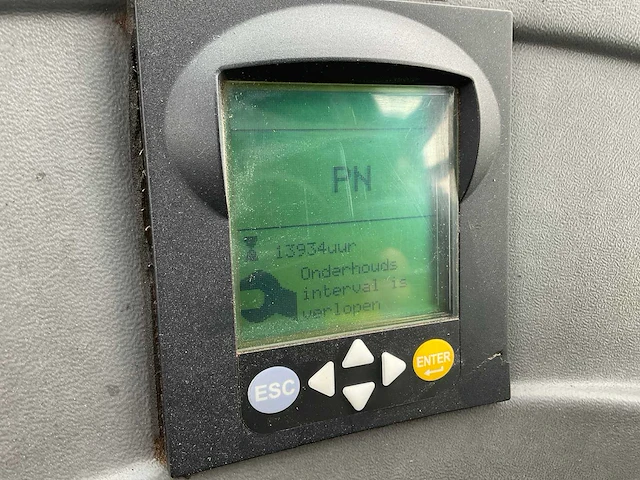 PN
13934uur
Onderhouds
interval is
verlopen
ESC
ENTER